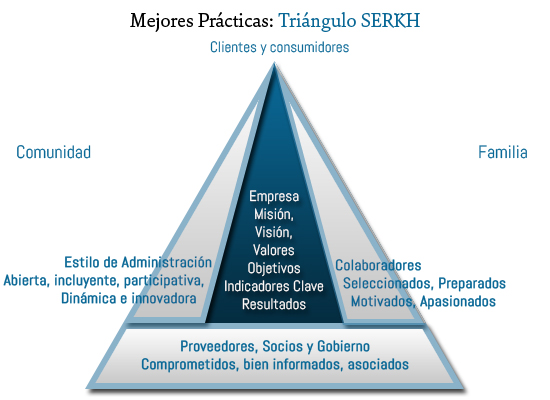 Mejores Prácticas: Triángulo SERKH
Clientes y consumidores
Comunidad
Familia
Empresa
Misión,
Visión,
Valores
Objetivos
Indicadores Clave
Resultados
Estilo de Administración
Abierta, incluyente, participativa,
Dinámica e innovadora
Colaboradores
Seleccionados, Preparados
Motivados, Apasionados
Proveedores, Socios y Gobierno
Comprometidos, bien informados, asociados